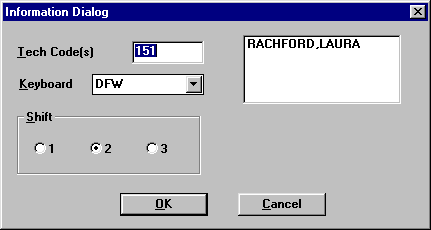 Information Dialog
Tech Code(s) 151
RACHFORD,LAURA
Keyboard DFW
Shift
1 2 3
OK Cancel